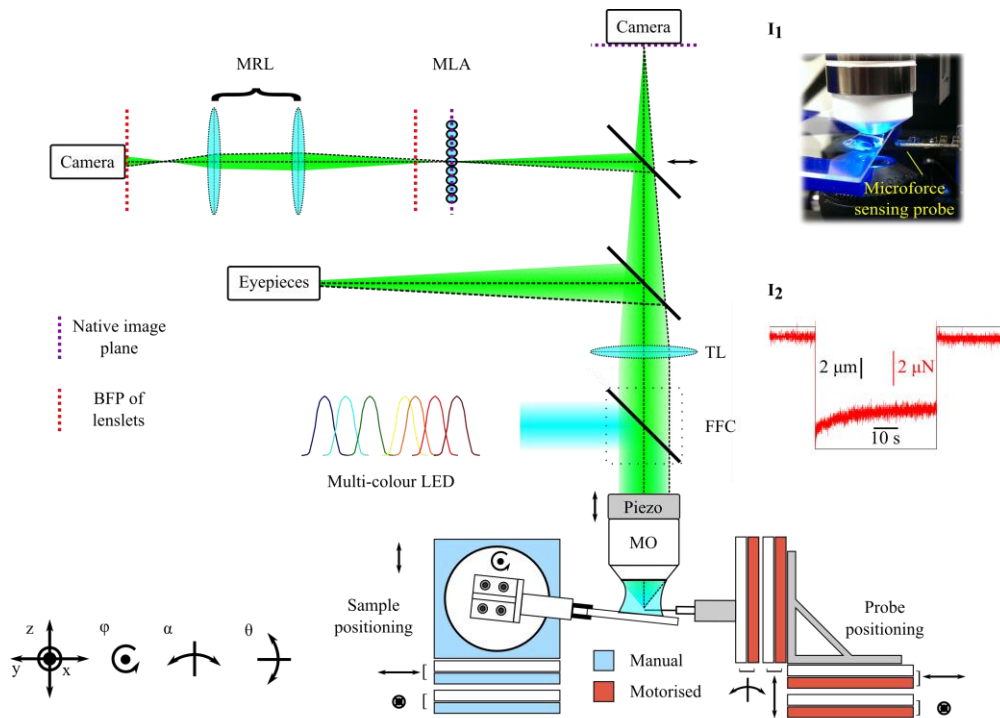 Camera
I1
MRL
MLA
Camera
Microforce
sensing probe
Eyepieces
I2
Native image
plane
TL
2 μm
2 μN
BFP of
lenslets
FFC
10 s
Multi-colour LED
Piezo
MO
Sample
positioning
Probe
positioning
z
φ
α
θ
y
x
Manual
Motorised